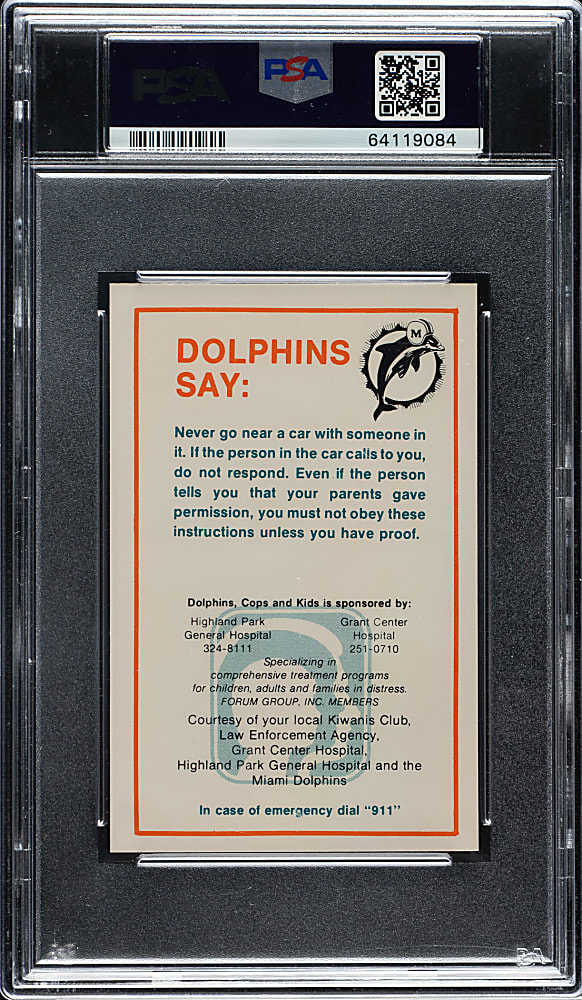 PSA
PSA
64119084
DOLPHINS
SAY:
M
Never go near a car with someone in
it. If the person in the car calls to you,
do not respond. Even if the person
tells you that your parents gave
permission, you must not obey these
instructions unless you have proof.
Dolphins, Cops and Kids is sponsored by:
Highland Park Grant Center
General Hospital Hospital
324-8111 251-0710
Specializing in
comprehensive treatment programs
for children, adults and families in distress.
FORUM GROUP, INC. MEMBERS
Courtesy of your local Kiwanis Club,
Law Enforcement Agency,
Grant Center Hospital,
Highland Park General Hospital and the
Miami Dolphins
In case of emergency dial "911"
PSA